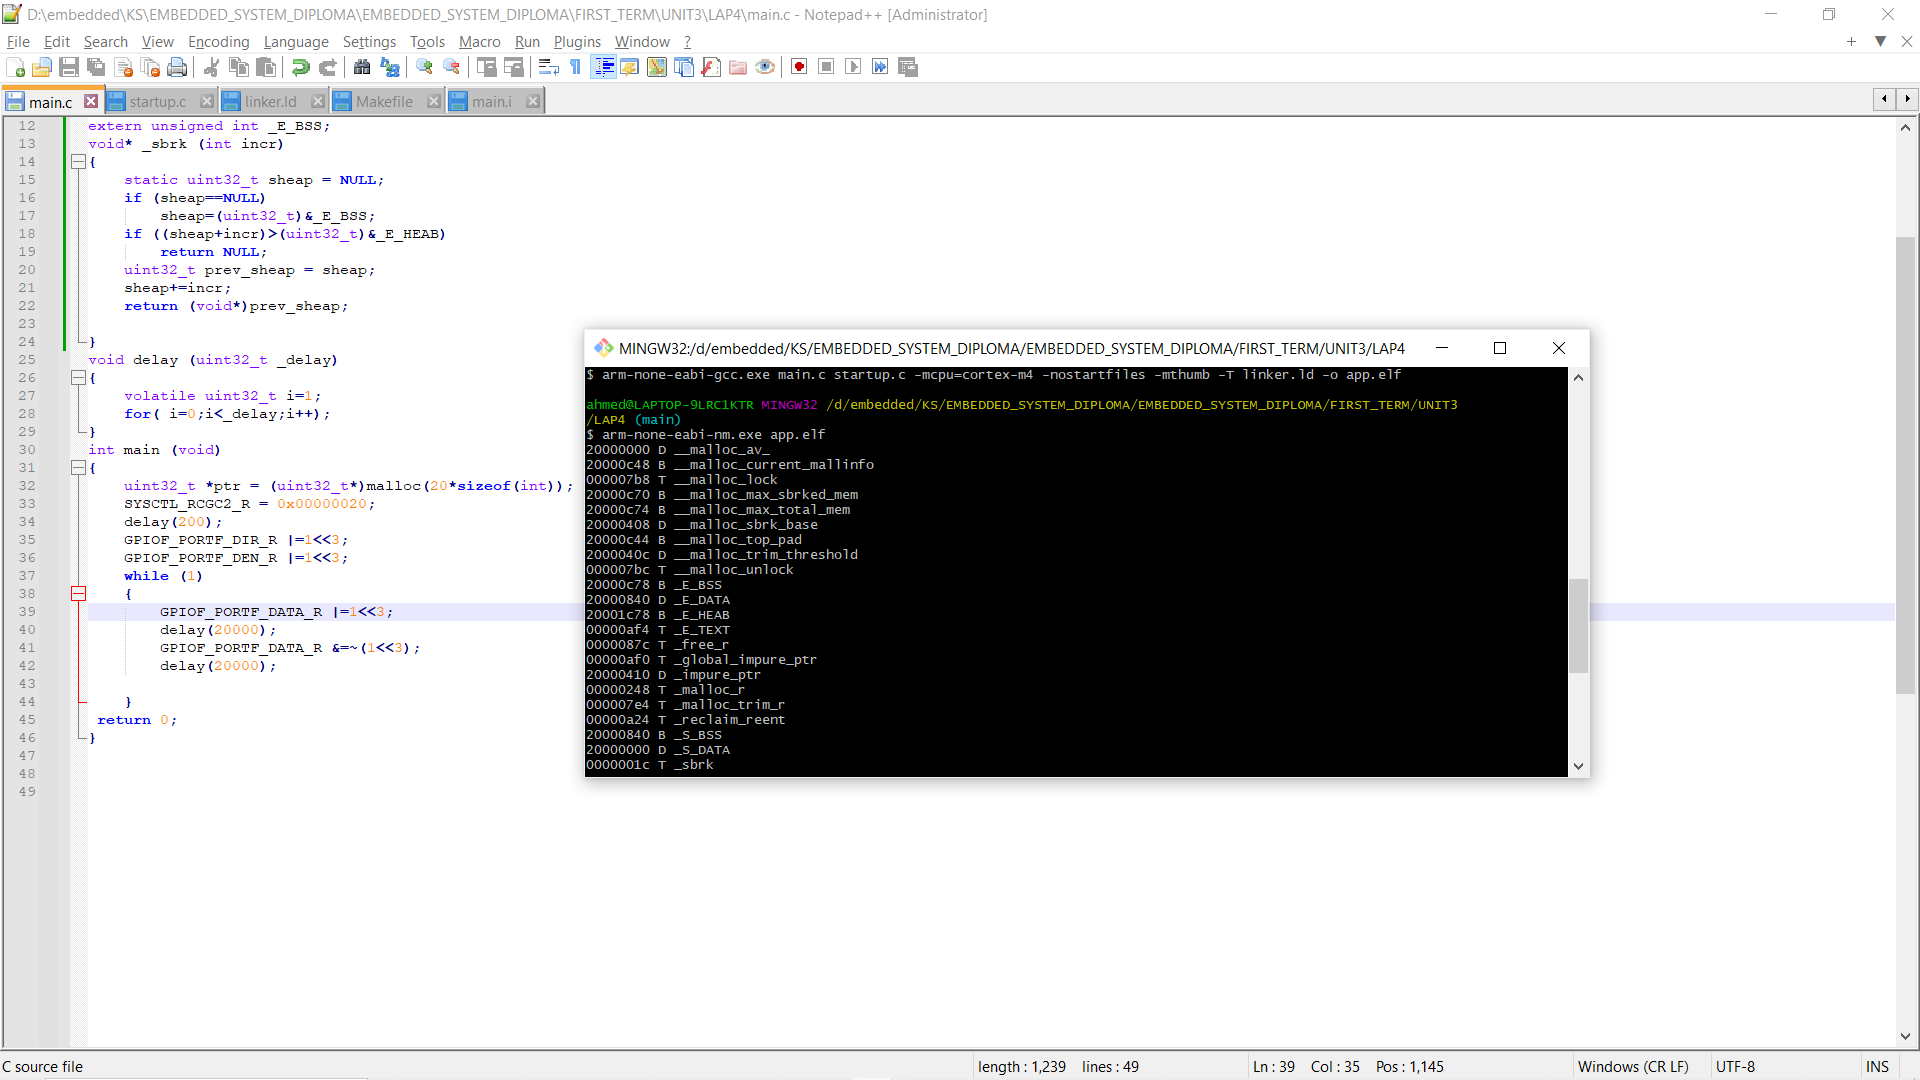 D:\embedded\KS\EMBEDDED_SYSTEM_DIPLOMA\EMBEDDED_SYSTEM_DIPLOMA\FIRST_TERM\UNIT3\LAP4\main.c - Notepad++ [Administrator]
File Edit Search View Encoding Language Settings Tools Macro Run Plugins Window ?
main.c startup.c linker.ld Makefile main.i
12 extern unsigned int _E_BSS;
13 void* _sbrk (int incr)
14 {
15 static uint32_t sheap = NULL;
16 if (sheap==NULL)
17 sheap=(uint32_t)&_E_BSS;
18 if ((sheap+incr)>(uint32_t)&_E_HEAB)
19 return NULL;
20 uint32_t prev_sheap = sheap;
21 sheap+=incr;
22 return (void*)prev_sheap;
23
24 }
25 void delay (uint32_t _delay)
26 {
27 volatile uint32_t i=1;
28 for( i=0;i<_delay;i++);
29 }
30 int main (void)
31 {
32 uint32_t *ptr = (uint32_t*)malloc(20*sizeof(int));
33 SYSCTL_RCGC2_R = 0x00000020;
34 delay(200);
35 GPIOF_PORTF_DIR_R |=1<<3;
36 GPIOF_PORTF_DEN_R |=1<<3;
37 while (1)
38 {
39 GPIOF_PORTF_DATA_R |=1<<3;
40 delay(20000);
41 GPIOF_PORTF_DATA_R &=~(1<<3);
42 delay(20000);
43
44 }
45 return 0;
46 }
47
48
49
MINGW32:/d/embedded/KS/EMBEDDED_SYSTEM_DIPLOMA/EMBEDDED_SYSTEM_DIPLOMA/FIRST_TERM/UNIT3/LAP4
$ arm-none-eabi-gcc.exe main.c startup.c -mcpu=cortex-m4 -nostartfiles -mthumb -T linker.ld -o app.elf
ahmed@LAPTOP-9LRC1KTR MINGW32 /d/embedded/KS/EMBEDDED_SYSTEM_DIPLOMA/EMBEDDED_SYSTEM_DIPLOMA/FIRST_TERM/UNIT3
/LAP4 (main)
$ arm-none-eabi-nm.exe app.elf
20000000 D __malloc_av_
20000c48 B __malloc_current_mallinfo
000007b8 T __malloc_lock
20000c70 B __malloc_max_sbrked_mem
20000c74 B __malloc_max_total_mem
20000408 D __malloc_sbrk_base
20000c44 B __malloc_top_pad
2000040c D __malloc_trim_threshold
000007bc T __malloc_unlock
20000c78 B _E_BSS
20000840 D _E_DATA
20001c78 B _E_HEAB
00000af4 T _E_TEXT
0000087c T _free_r
00000af0 T _global_impure_ptr
20000410 D _impure_ptr
00000248 T _malloc_r
000007e4 T _malloc_trim_r
00000a24 T _reclaim_reent
20000840 B _S_BSS
20000000 D _S_DATA
0000001c T _sbrk
C source file length : 1,239 lines : 49 Ln : 39 Col : 35 Pos : 1,145 Windows (CR LF) UTF-8 INS